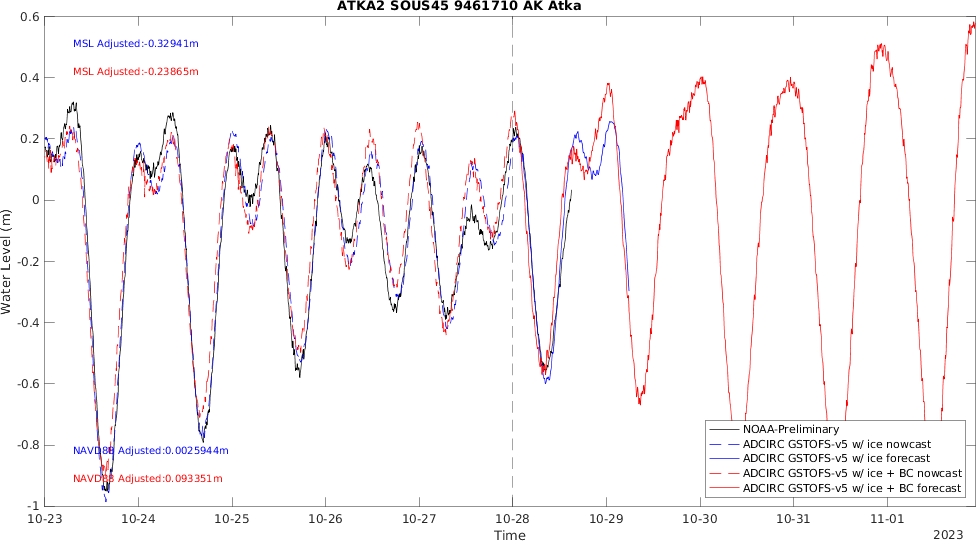 ATKA2 SOUS45 9461710 AK Atka
0.6
MSL Adjusted:-0.32941m
MSL Adjusted:-0.23865m
0.4
0.2
0
-0.2
-0.4
-0.6
-0.8
-1
Water Level (m)
NAVD88 Adjusted:0.0025944m
NAVD88 Adjusted:0.093351m
NOAA-Preliminary
ADCIRC GSTOFS-v5 w/ ice nowcast
ADCIRC GSTOFS-v5 w/ ice forecast
ADCIRC GSTOFS-v5 w/ ice + BC nowcast
ADCIRC GSTOFS-v5 w/ ice + BC forecast
10-23 10-24 10-25 10-26 10-27 10-28 10-29 10-30 10-31 11-01
Time
2023